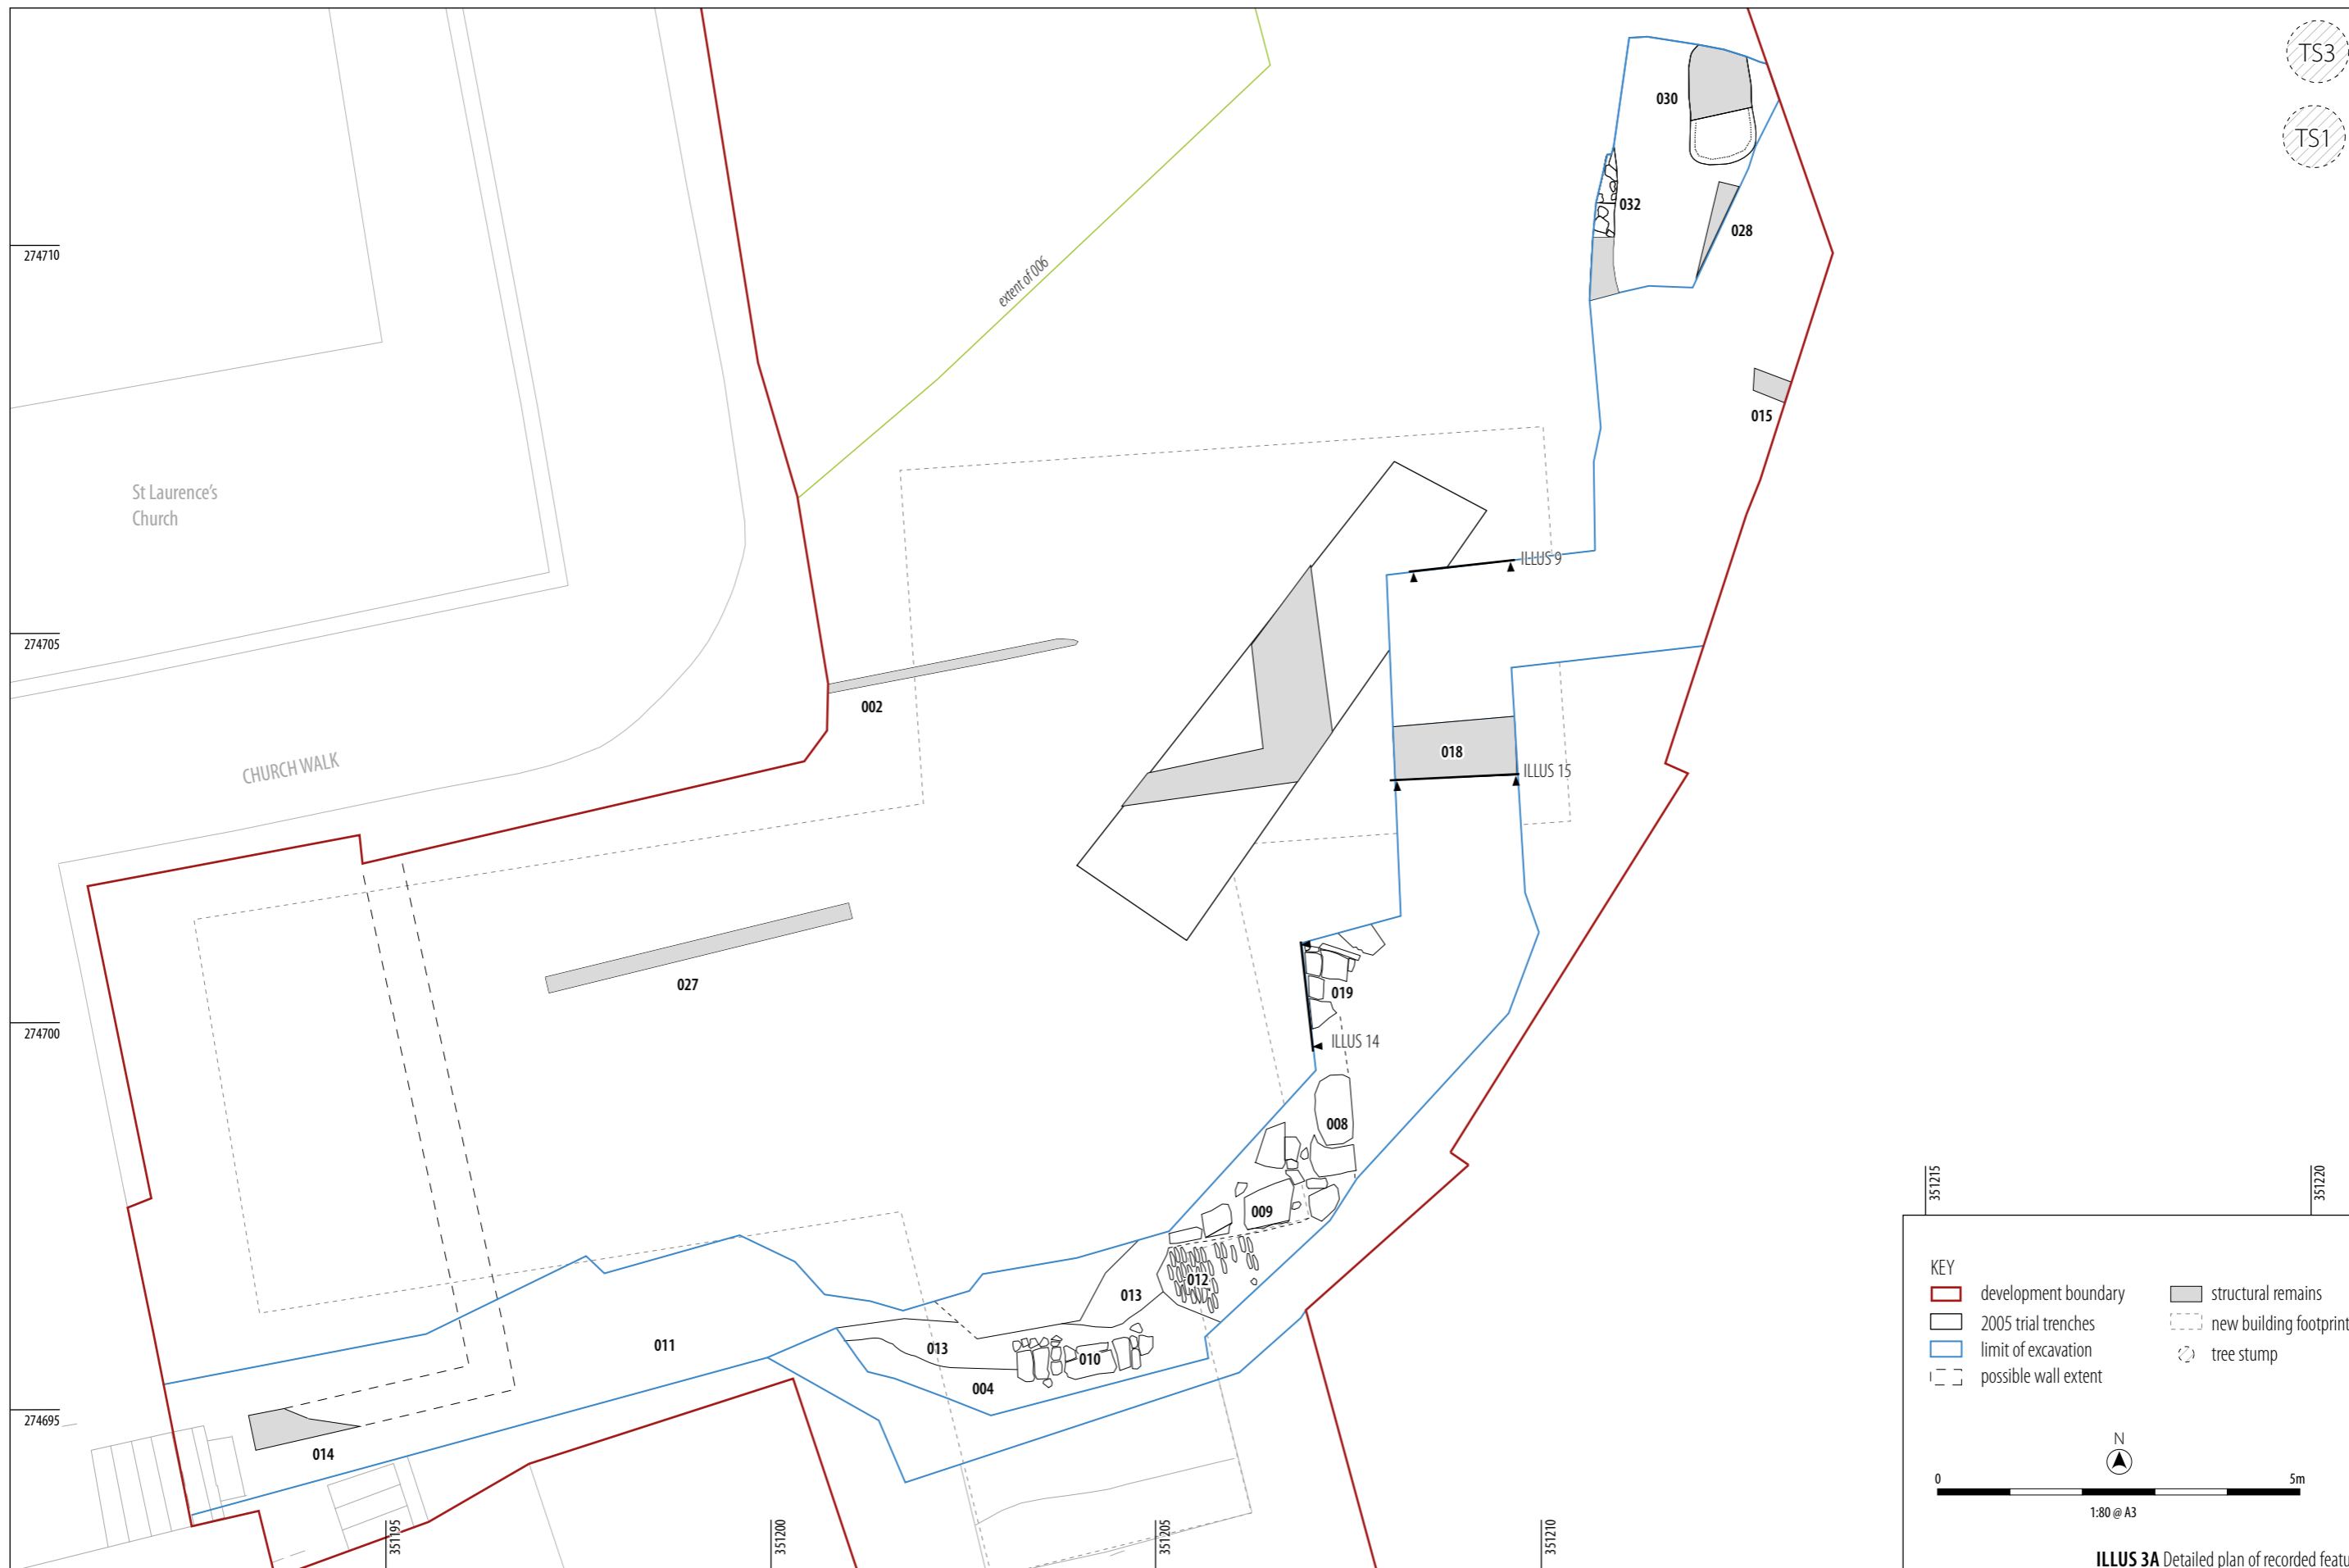 TS3
TS1
030
032
028
274710
extent of 006
015
St Laurence's
Church
ILLUS 9
274705
002
018
ILLUS 15
CHURCH WALK
027
019
274700
ILLUS 14
008
009
012
013
011
013
010
004
274695
014
351195
351200
351205
351210
351215
351220
KEY
development boundary
2005 trial trenches
limit of excavation
possible wall extent
structural remains
new building footprint
tree stump
N
0
5m
1:80 @ A3
ILLUS 3A Detailed plan of recorded featu